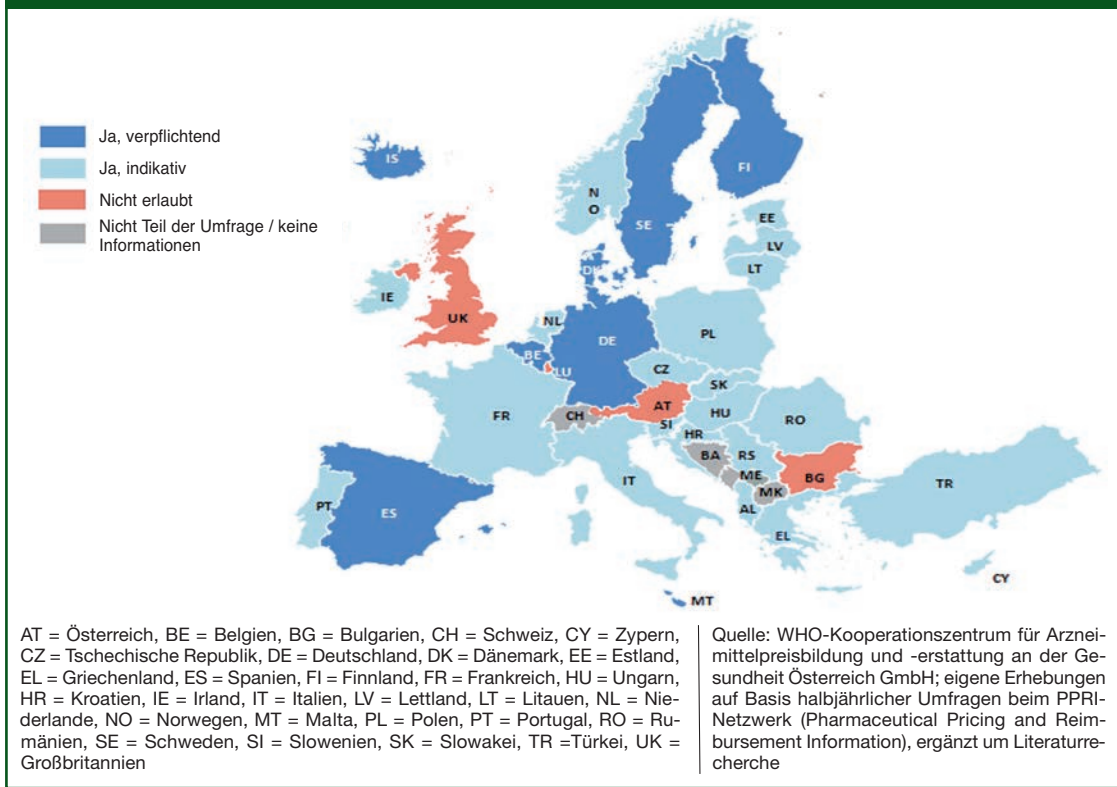 Ja, verpflichtend
Ja, indikativ
Nicht erlaubt
Nicht Teil der Umfrage / keine
Informationen
IS
FI
N
O
SE
EE
LV
LT
DK
IE
UK
NL
BE
DE
LU
PL
CZ
SK
FR
CH
AT
HU
RO
SI
HR
BA
RS
ME
MK
BG
IT
AL
EL
TR
PT
ES
CY
MT
AT = Österreich, BE = Belgien, BG = Bulgarien, CH = Schweiz, CY = Zypern,
CZ = Tschechische Republik, DE = Deutschland, DK = Dänemark, EE = Estland,
EL = Griechenland, ES = Spanien, FI = Finnland, FR = Frankreich, HU = Ungarn,
HR = Kroatien, IE = Irland, IT = Italien, LV = Lettland, LT = Litauen, NL = Nie-
derlande, NO = Norwegen, MT = Malta, PL = Polen, PT = Portugal, RO = Ru-
mänien, SE = Schweden, SI = Slowenien, SK = Slowakei, TR =Türkei, UK =
Großbritannien
Quelle: WHO-Kooperationszentrum für Arznei-
mittelpreisbildung und -erstattung an der Ge-
sundheit Österreich GmbH; eigene Erhebungen
auf Basis halbjährlicher Umfragen beim PPRI-
Netzwerk (Pharmaceutical Pricing and Reim-
bursement Information), ergänzt um Literaturre-
cherche